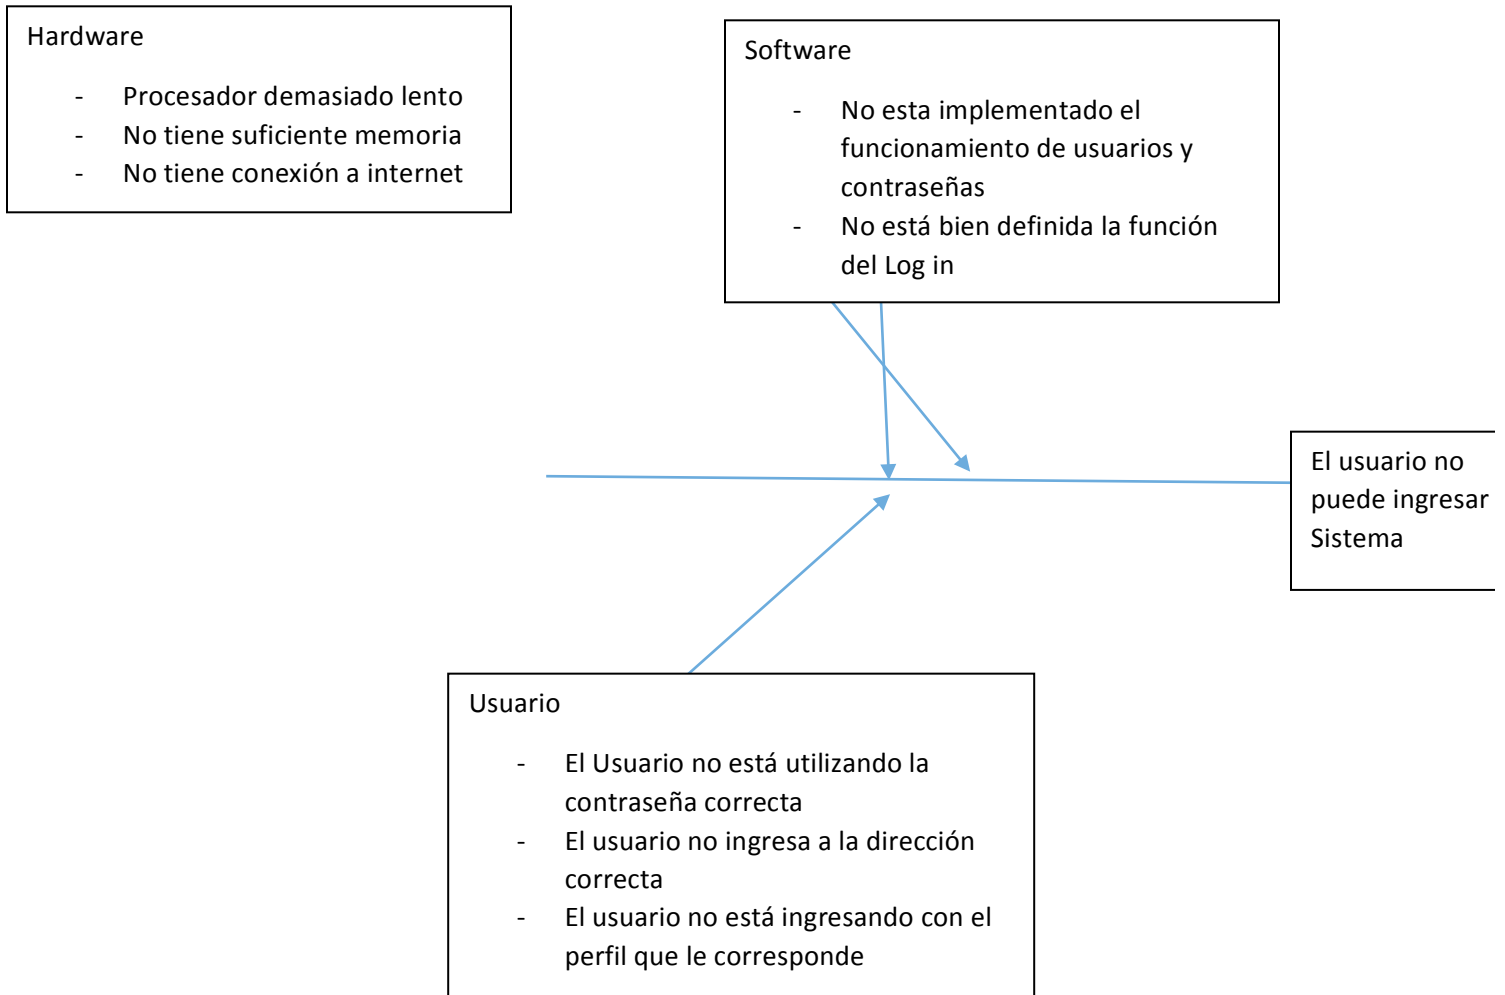 Hardware
- Procesador demasiado lento
- No tiene suficiente memoria
- No tiene conexión a internet
Software
- No esta implementado el
funcionamiento de usuarios y
contraseñas
- No está bien definida la función
del Log in
El usuario no
puede ingresar
Sistema
Usuario
- El Usuario no está utilizando la
contraseña correcta
- El usuario no ingresa a la dirección
correcta
- El usuario no está ingresando con el
perfil que le corresponde